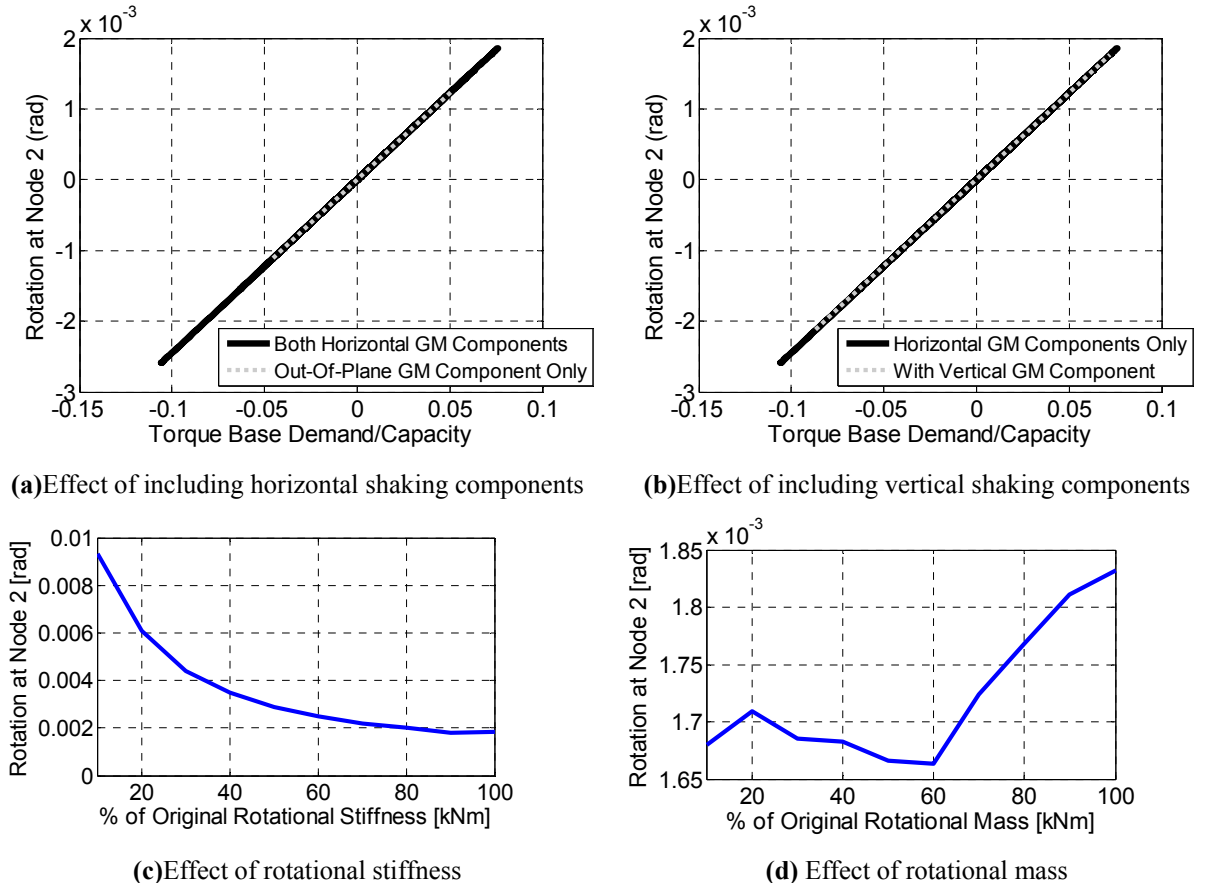 x 10⁻³
2
1
0
-1
-2
-3
-0.15 -0.1 -0.05 0 0.05 0.1
Rotation at Node 2 (rad)
Torque Base Demand/Capacity
Both Horizontal GM Components
Out-Of-Plane GM Component Only
(a)Effect of including horizontal shaking components
x 10⁻³
2
1
0
-1
-2
-3
-0.15 -0.1 -0.05 0 0.05 0.1
Rotation at Node 2 (rad)
Torque Base Demand/Capacity
Horizontal GM Components Only
With Vertical GM Component
(b)Effect of including vertical shaking components
0.01
0.008
0.006
0.004
0.002
0
20 40 60 80 100
Rotation at Node 2 [rad]
% of Original Rotational Stiffness [kNm]
(c)Effect of rotational stiffness
x 10⁻³
1.85
1.8
1.75
1.7
1.65
20 40 60 80 100
Rotation at Node 2 [rad]
% of Original Rotational Mass [kNm]
(d) Effect of rotational mass